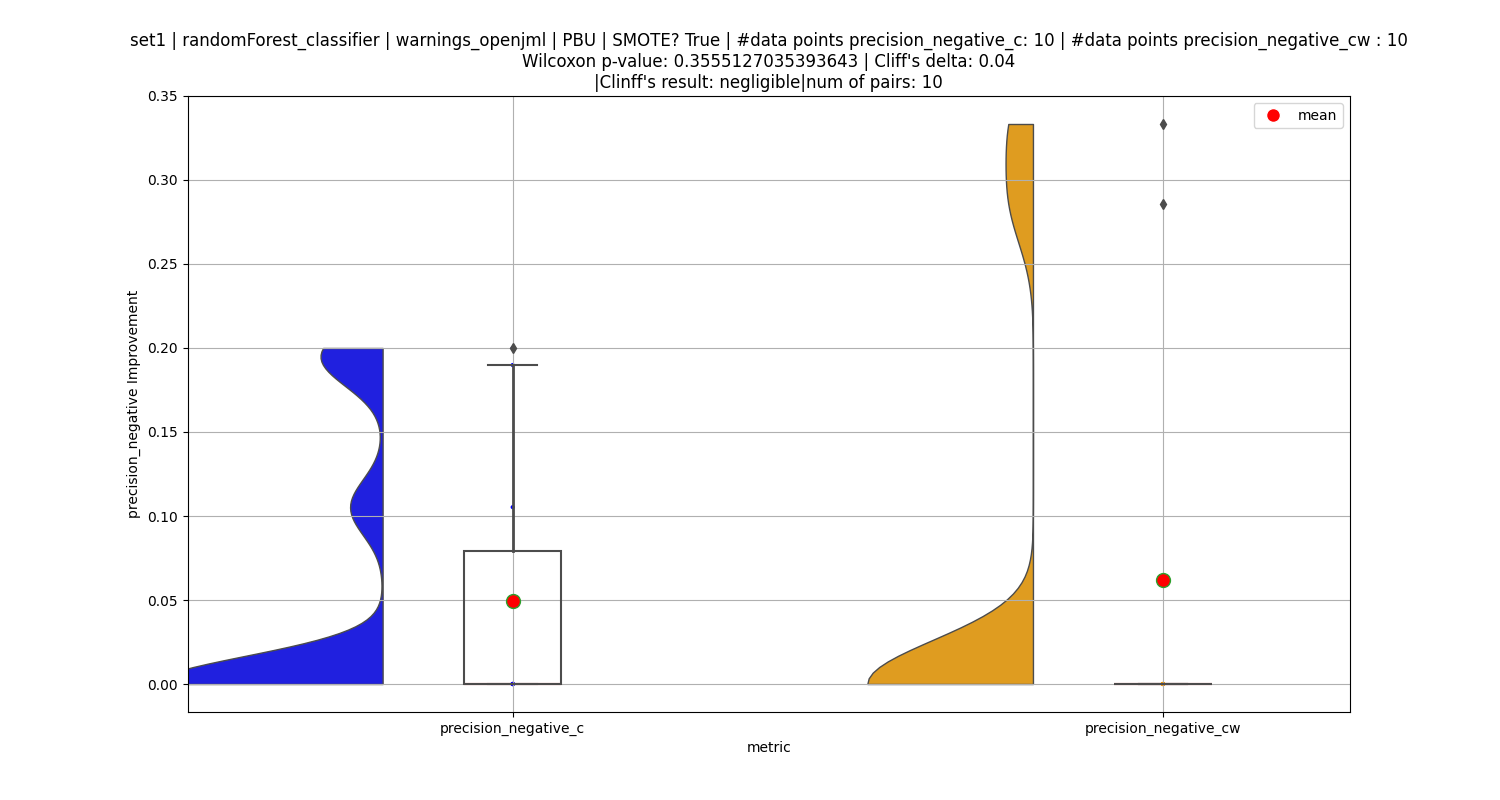 set1 | randomForest_classifier | warnings_openjml | PBU | SMOTE? True | #data points precision_negative_c: 10 | #data points precision_negative_cw : 10
Wilcoxon p-value: 0.3555127035393643 | Cliff's delta: 0.04
|Clinff's result: negligible|num of pairs: 10
mean
0.35
0.30
0.25
0.20
0.15
0.10
0.05
0.00
precision_negative Improvement
precision_negative_c
precision_negative_cw
metric